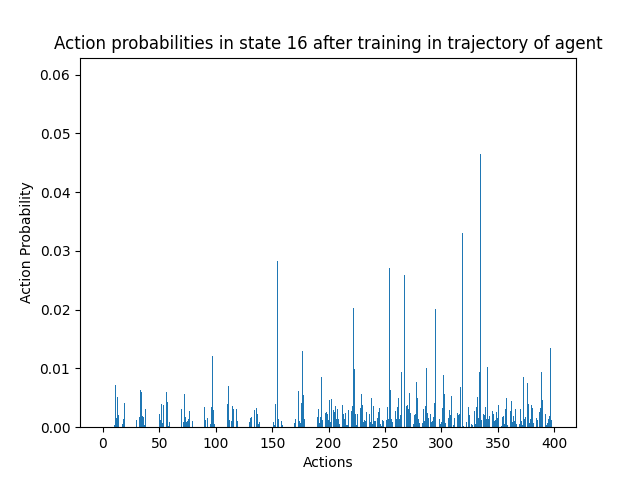 Action probabilities in state 16 after training in trajectory of agent
0.06
0.05
0.04
0.03
0.02
0.01
0.00
Action Probability
0 50 100 150 200 250 300 350 400
Actions